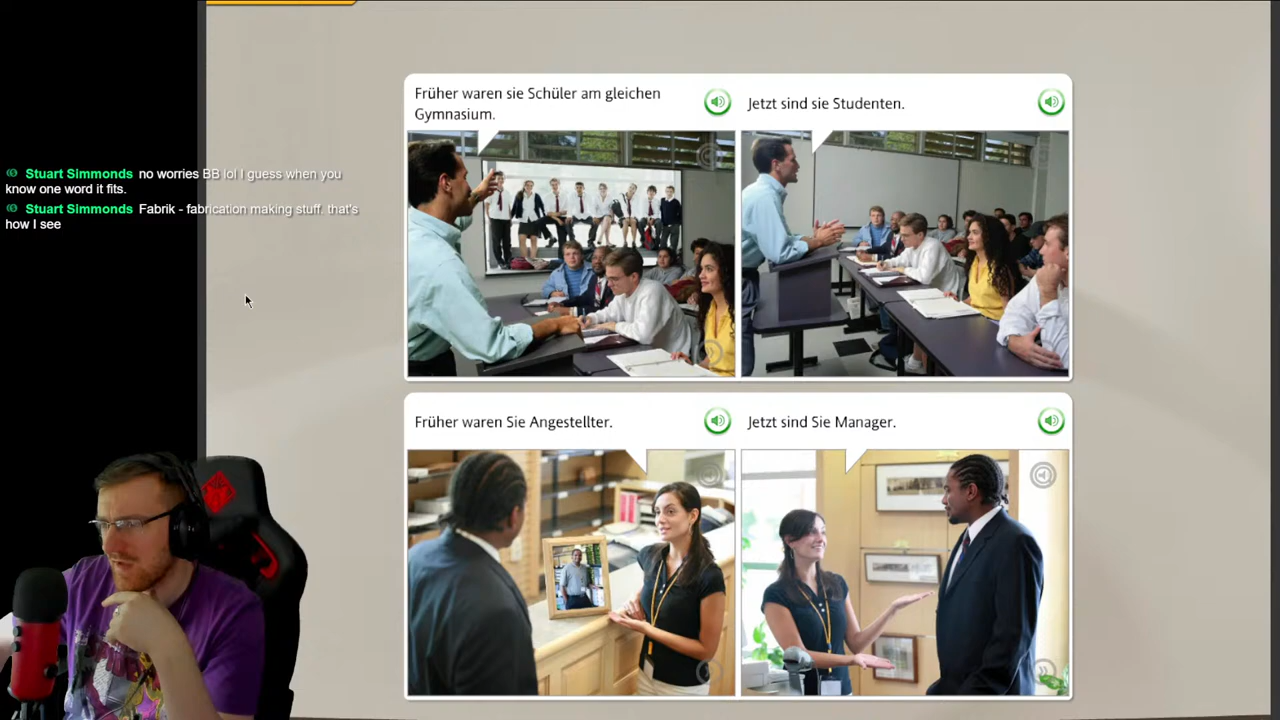 Früher waren sie Schüler am gleichen
Gymnasium.
Jetzt sind sie Studenten.
Stuart Simmonds no worries BB lol I guess when you
know one word it fits.
Stuart Simmonds Fabrik - fabrication making stuff. that's
how I see
Früher waren Sie Angestellter.
Jetzt sind Sie Manager.